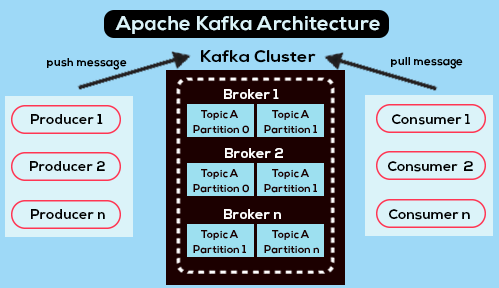 Apache Kafka Architecture
push message
Kafka Cluster
pull message
Producer 1
Producer 2
Producer n
Broker 1
Topic A
Partition 0
Topic A
Partition 1
Broker 2
Topic A
Partition 0
Topic A
Partition 1
Broker n
Topic A
Partition 1
Topic A
Partition n
Consumer 1
Consumer 2
Consumer n